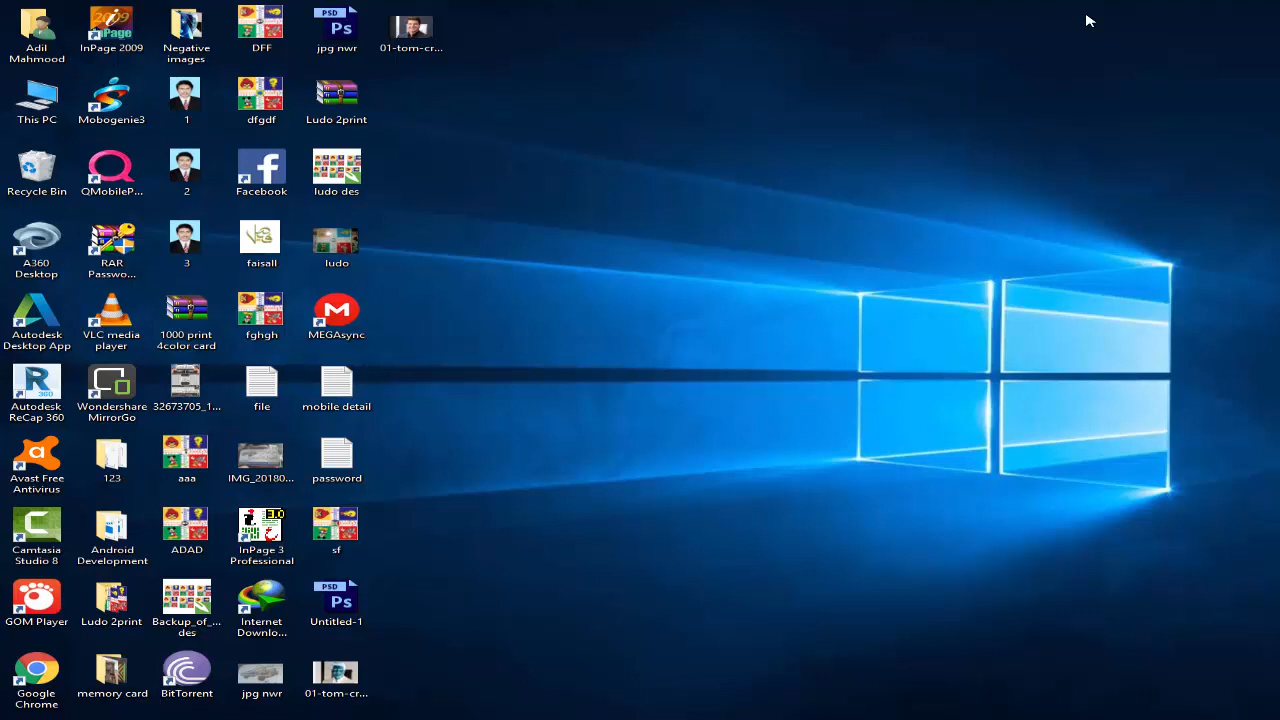 Adil
Mahmood
InPage 2009
Negative
images
DFF
jpg nwr
01-tom-cr...
This PC
Mobogenie3
1
dfgdf
Ludo 2print
Recycle Bin
QMobileP...
2
Facebook
ludo des
A360
Desktop
RAR
Passwo...
3
faisall
ludo
Autodesk
Desktop App
VLC media
player
1000 print
4color card
fghgh
MEGAsync
Autodesk
ReCap 360
Wondershare
MirrorGo
32673705_1...
file
mobile detail
Avast Free
Antivirus
123
aaa
IMG_20180...
password
Camtasia
Studio 8
Android
Development
ADAD
InPage 3
Professional
sf
GOM Player
Ludo 2print
Backup_of_...
des
Internet
Downlo...
Untitled-1
Google
Chrome
memory card
BitTorrent
jpg nwr
01-tom-cr...